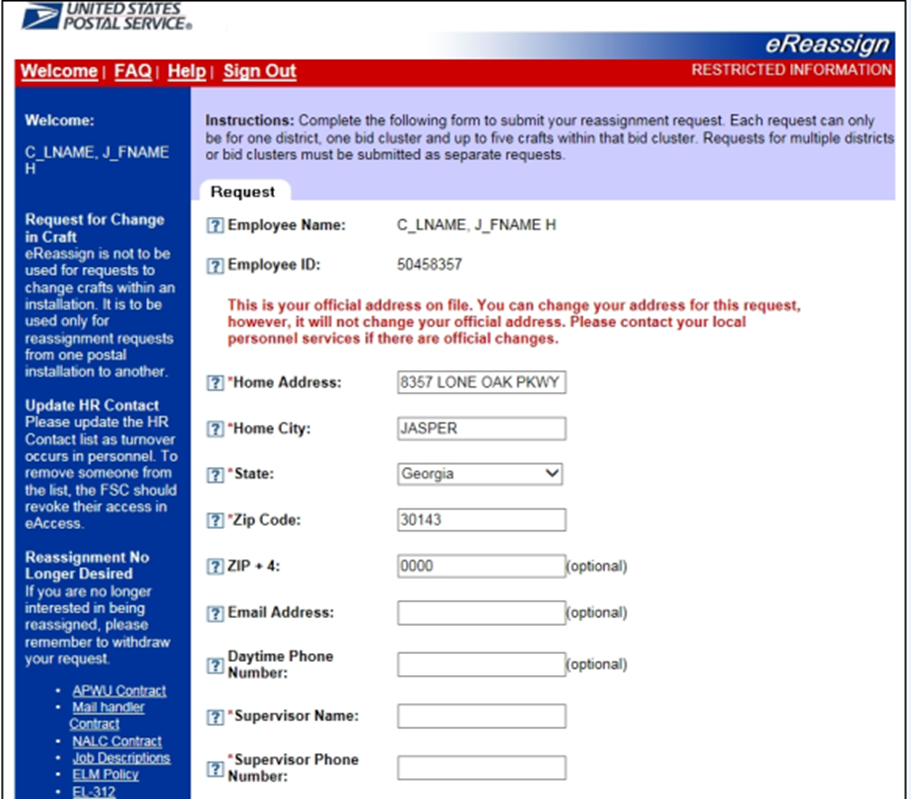 UNITED STATES
POSTAL SERVICE®
eReassign
Welcome | FAQ | Help | Sign Out
RESTRICTED INFORMATION
Welcome:
C_LNAME, J_FNAME
H
Request for Change
in Craft
eReassign is not to be
used for requests to
change crafts within an
installation. It is to be
used only for
reassignment requests
from one postal
installation to another.
Update HR Contact
Please update the HR
Contact list as turnover
occurs in personnel. To
remove someone from
the list, the FSC should
revoke their access in
eAccess.
Reassignment No
Longer Desired
If you are no longer
interested in being
reassigned, please
remember to withdraw
your request.
• APWU Contract
• Mail handler
Contract
• NALC Contract
• Job Descriptions
• ELM Policy
• EL-312
Instructions: Complete the following form to submit your reassignment request. Each request can only
be for one district, one bid cluster and up to five crafts within that bid cluster. Requests for multiple districts
or bid clusters must be submitted as separate requests.
Request
? Employee Name: C_LNAME, J_FNAME H
? Employee ID: 50458357
This is your official address on file. You can change your address for this request,
however, it will not change your official address. Please contact your local
personnel services if there are official changes.
? *Home Address: 8357 LONE OAK PKWY
? *Home City: JASPER
? *State: Georgia
? *Zip Code: 30143
? ZIP + 4: 0000 (optional)
? Email Address: (optional)
? Daytime Phone
Number: (optional)
? *Supervisor Name:
? *Supervisor Phone
Number: